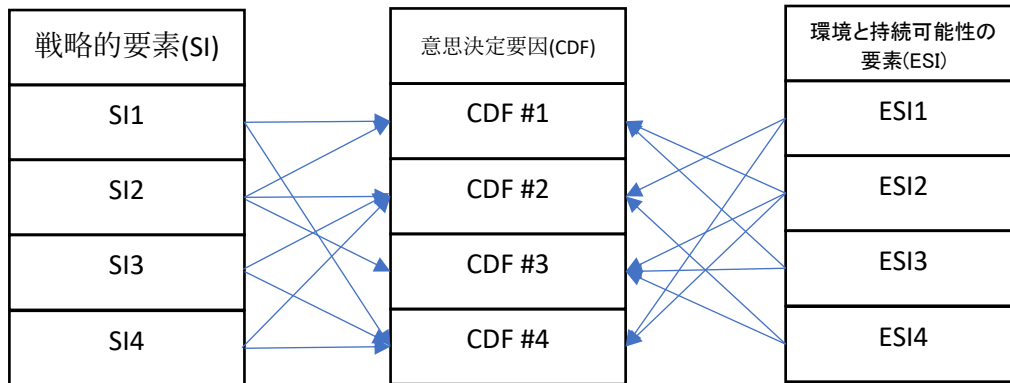 戦略的要素(SI)
SI1
SI2
SI3
SI4
意思決定要因(CDF)
CDF #1
CDF #2
CDF #3
CDF #4
環境と持続可能性の
要素(ESI)
ESI1
ESI2
ESI3
ESI4